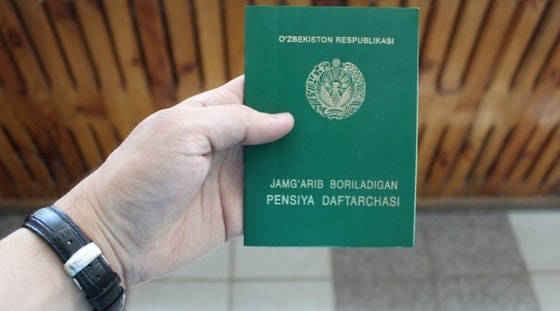 O'ZBEKISTON RESPUBLIKASI
JAMG'ARIB BORILADIGAN
PENSIYA DAFTARCHASI